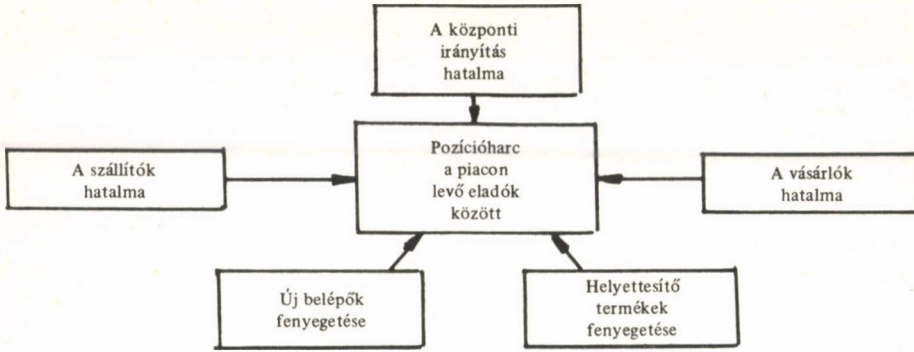 A központi
irányítás
hatalma
Pozícióharc
a piacon
levő eladók
között
A szállítók
hatalma
A vásárlók
hatalma
Új belépők
fenyegetése
Helyettesítő
termékek
fenyegetése